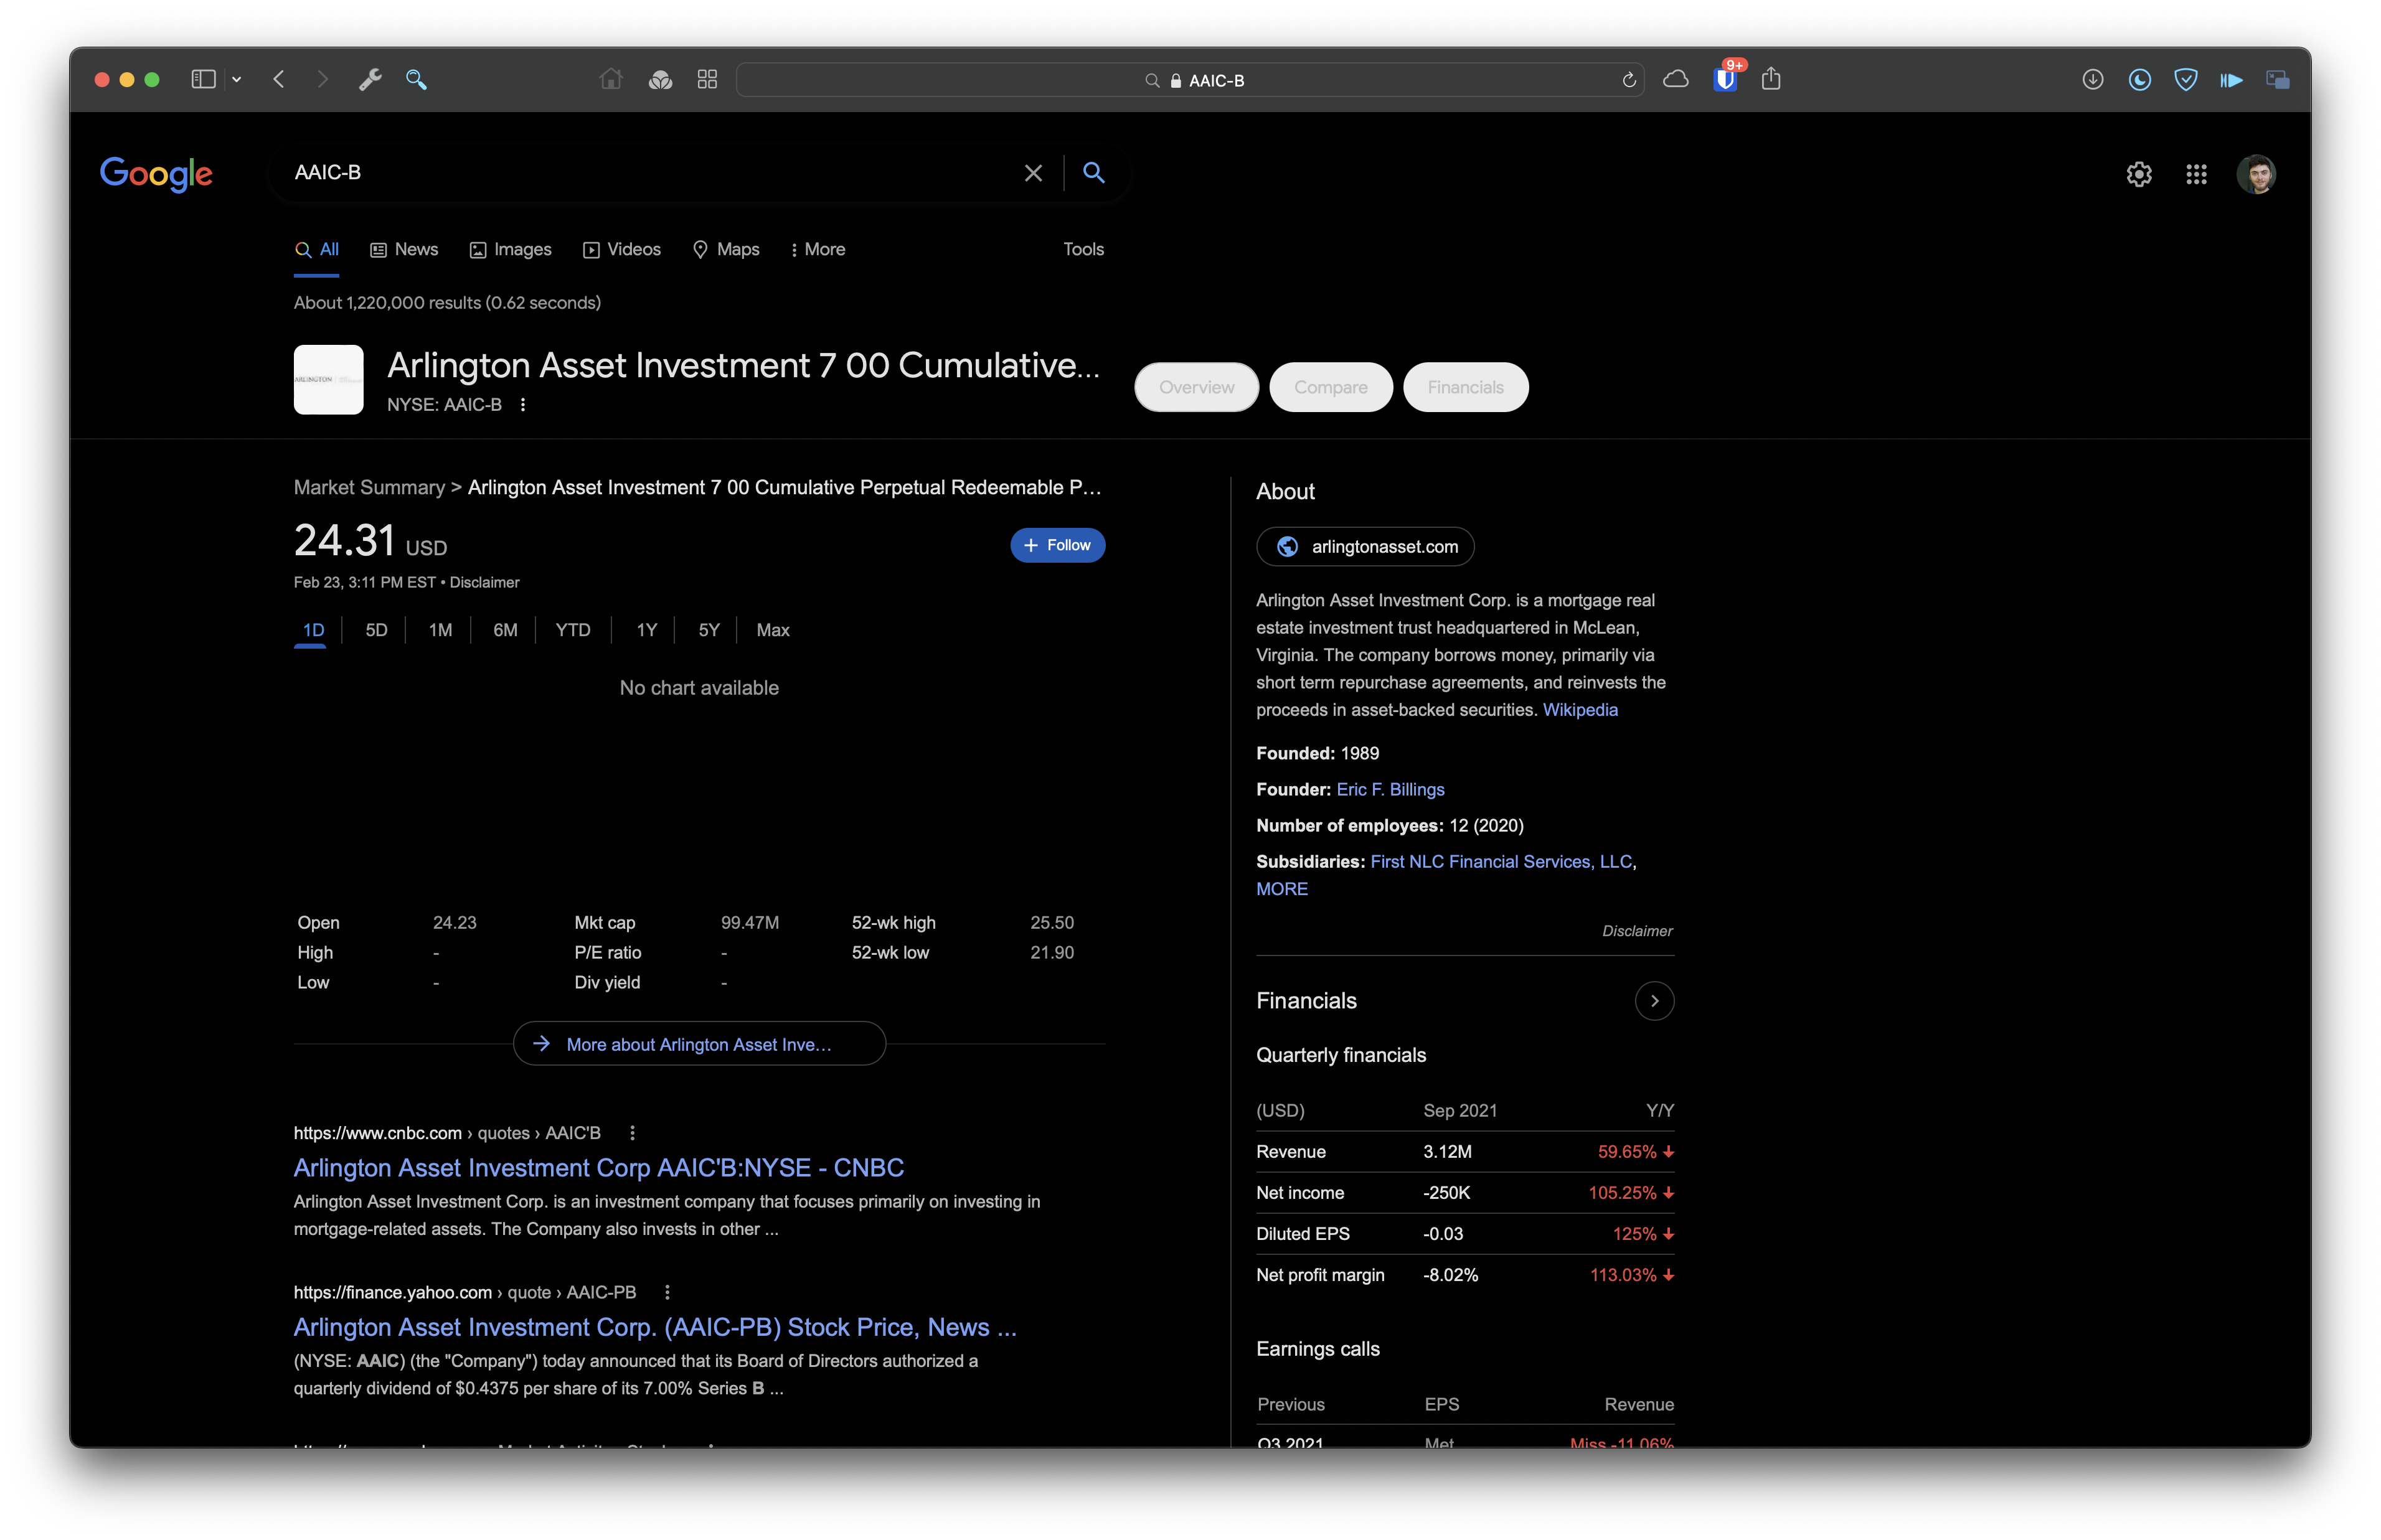 9+
AAIC-B
Google
AAIC-B
All
News
Images
Videos
Maps
More
Tools
About 1,220,000 results (0.62 seconds)
ARLINGTON
Arlington Asset Investment 7 00 Cumulative...
NYSE: AAIC-B
Overview
Compare
Financials
Market Summary > Arlington Asset Investment 7 00 Cumulative Perpetual Redeemable P...
24.31 USD
+ Follow
Feb 23, 3:11 PM EST • Disclaimer
1D
5D
1M
6M
YTD
1Y
5Y
Max
No chart available
Open 24.23 Mkt cap 99.47M 52-wk high 25.50
High - P/E ratio - 52-wk low 21.90
Low - Div yield -
More about Arlington Asset Inve...
https://www.cnbc.com › quotes › AAIC'B
Arlington Asset Investment Corp AAIC'B:NYSE - CNBC
Arlington Asset Investment Corp. is an investment company that focuses primarily on investing in
mortgage-related assets. The Company also invests in other ...
https://finance.yahoo.com › quote › AAIC-PB
Arlington Asset Investment Corp. (AAIC-PB) Stock Price, News ...
(NYSE: AAIC) (the "Company") today announced that its Board of Directors authorized a
quarterly dividend of $0.4375 per share of its 7.00% Series B ...
About
arlingtonasset.com
Arlington Asset Investment Corp. is a mortgage real
estate investment trust headquartered in McLean,
Virginia. The company borrows money, primarily via
short term repurchase agreements, and reinvests the
proceeds in asset-backed securities. Wikipedia
Founded: 1989
Founder: Eric F. Billings
Number of employees: 12 (2020)
Subsidiaries: First NLC Financial Services, LLC,
MORE
Disclaimer
Financials
Quarterly financials
(USD) Sep 2021 Y/Y
Revenue 3.12M 59.65%
Net income -250K 105.25%
Diluted EPS -0.03 125%
Net profit margin -8.02% 113.03%
Earnings calls
Previous EPS Revenue
Q3 2021 Met Miss -11.06%